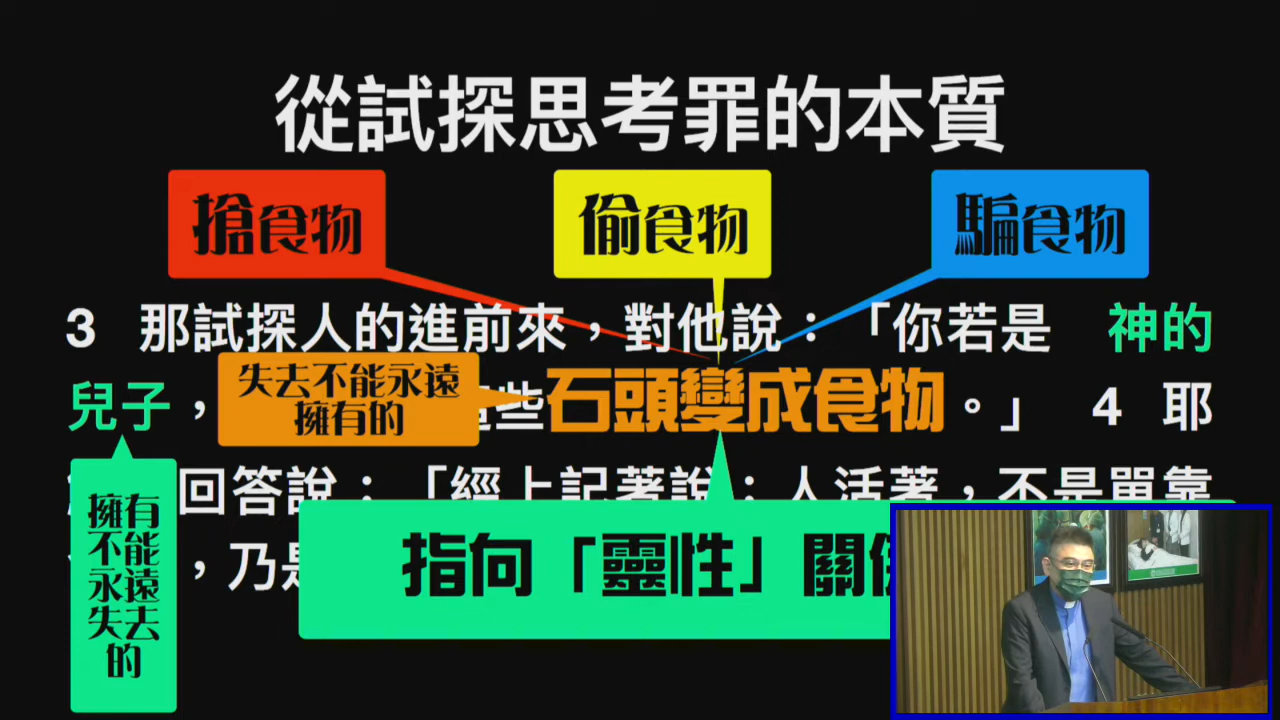 從試探思考罪的本質
搶食物
偷食物
騙食物
3 那試探人的進前來，對他說：「你若是 神的
失去不能永遠
擁有的
兒子，些石頭變成食物。」 4 耶
回答說：「經上記著說：人活著，不是單靠
，乃是
指向「靈性」關
擁有
不能
永遠
失去
的